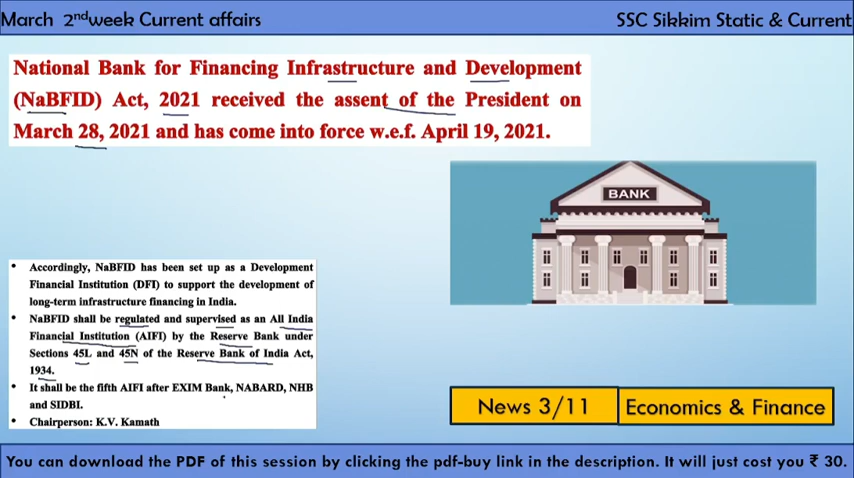 March 2ndweek Current affairs
SSC Sikkim Static & Current
National Bank for Financing Infrastructure and Development
(NaBFID) Act, 2021 received the assent of the President on
March 28, 2021 and has come into force w.e.f. April 19, 2021.
BANK
• Accordingly, NaBFID has been set up as a Development
Financial Institution (DFI) to support the development of
long-term infrastructure financing in India.
• NaBFID shall be regulated and supervised as an All India
Financial Institution (AIFI) by the Reserve Bank under
Sections 45L and 45N of the Reserve Bank of India Act,
1934.
• It shall be the fifth AIFI after EXIM Bank, NABARD, NHB
and SIDBI.
• Chairperson: K.V. Kamath
News 3/11
Economics & Finance
You can download the PDF of this session by clicking the pdf-buy link in the description. It will just cost you ₹ 30.